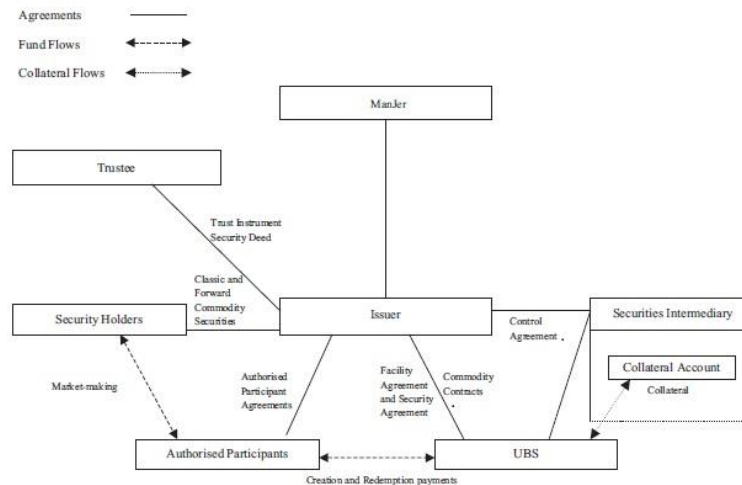 Agreements
Fund Flows
Collateral Flows
ManJer
Trustee
Trust Instrument
Security Deed
Classic and
Forward
Commodity
Securities
Security Holders
Issuer
Securities Intermediary
Control
Agreement
Collateral Account
Collateral
Market-making
Authorised
Participant
Agreements
Facility
Agreement
and Security
Agreement
Commodity
Contracts
Authorised Participants
UBS
Creation and Redemption payments